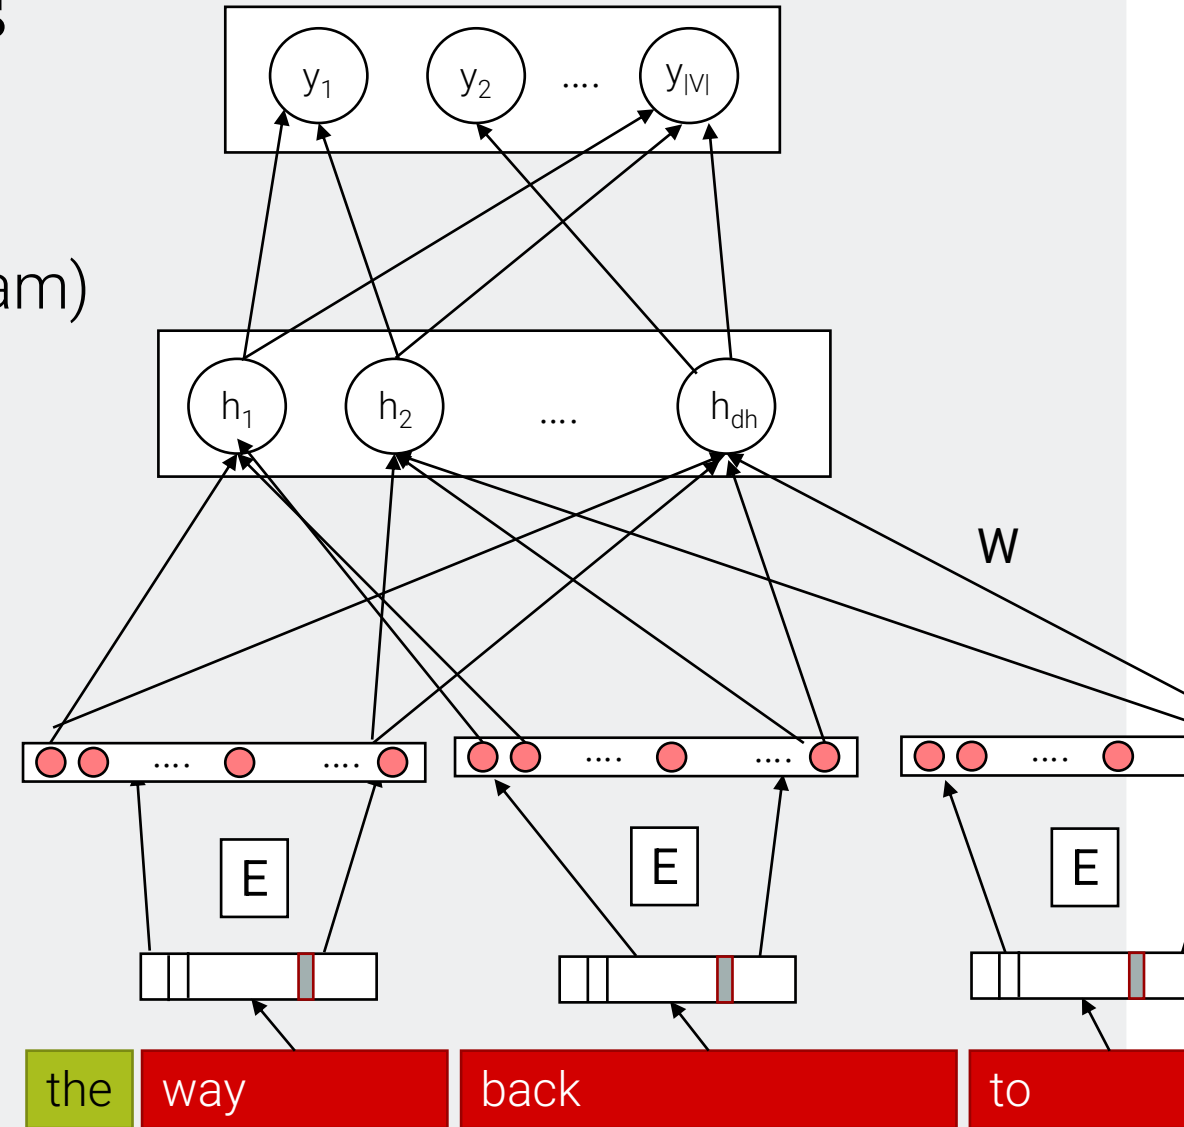 s
y1 y2 .... y|V|
am)
h1 h2 .... hdh
W
.... .... .... .... ....
E E E
the way back to